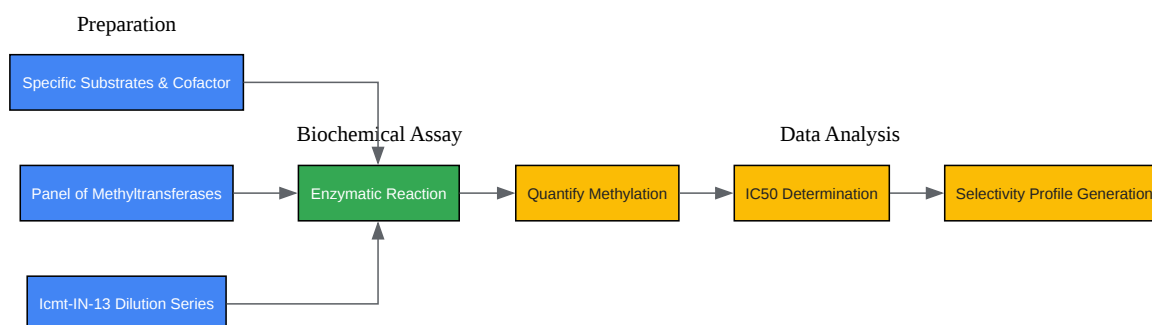 Preparation
Specific Substrates & Cofactor
Biochemical Assay
Data Analysis
Panel of Methyltransferases
Enzymatic Reaction
Quantify Methylation
IC50 Determination
Selectivity Profile Generation
Icmt-IN-13 Dilution Series